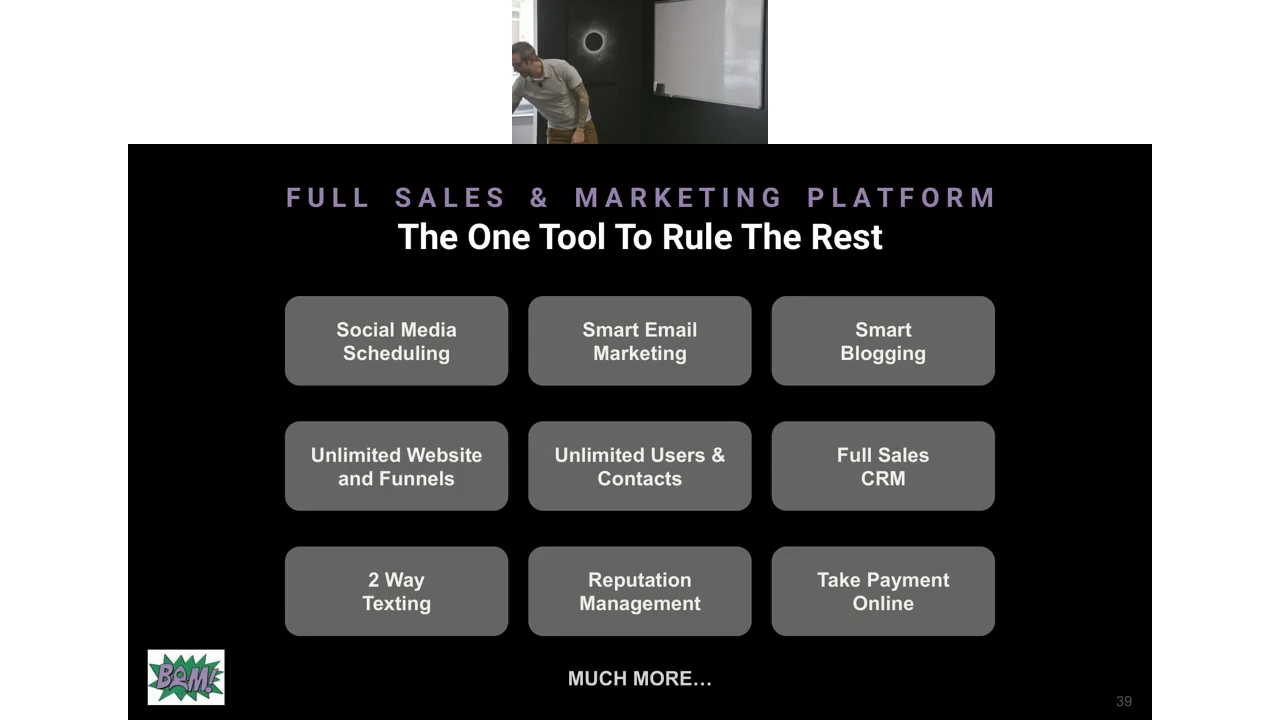 FULL SALES & MARKETING PLATFORM
The One Tool To Rule The Rest
Social Media
Scheduling
Smart Email
Marketing
Smart
Blogging
Unlimited Website
and Funnels
Unlimited Users &
Contacts
Full Sales
CRM
2 Way
Texting
Reputation
Management
Take Payment
Online
BAM!
MUCH MORE...
39